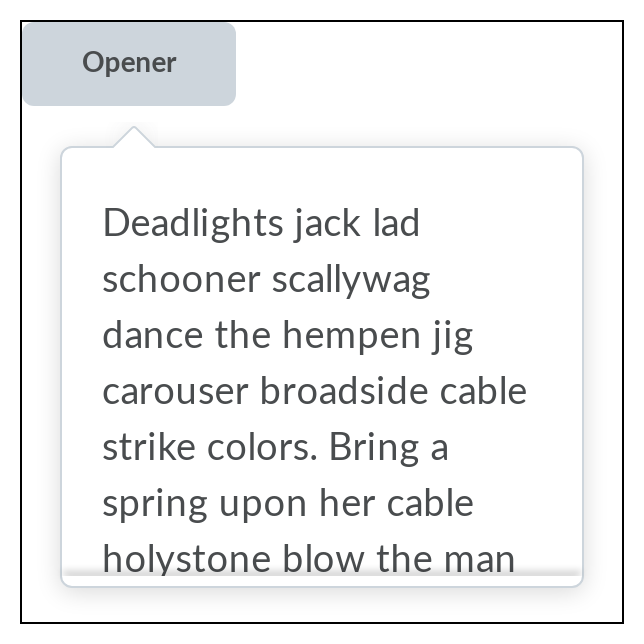 Opener
Deadlights jack lad
schooner scallywag
dance the hempen jig
carouser broadside cable
strike colors. Bring a
spring upon her cable
holystone blow the man